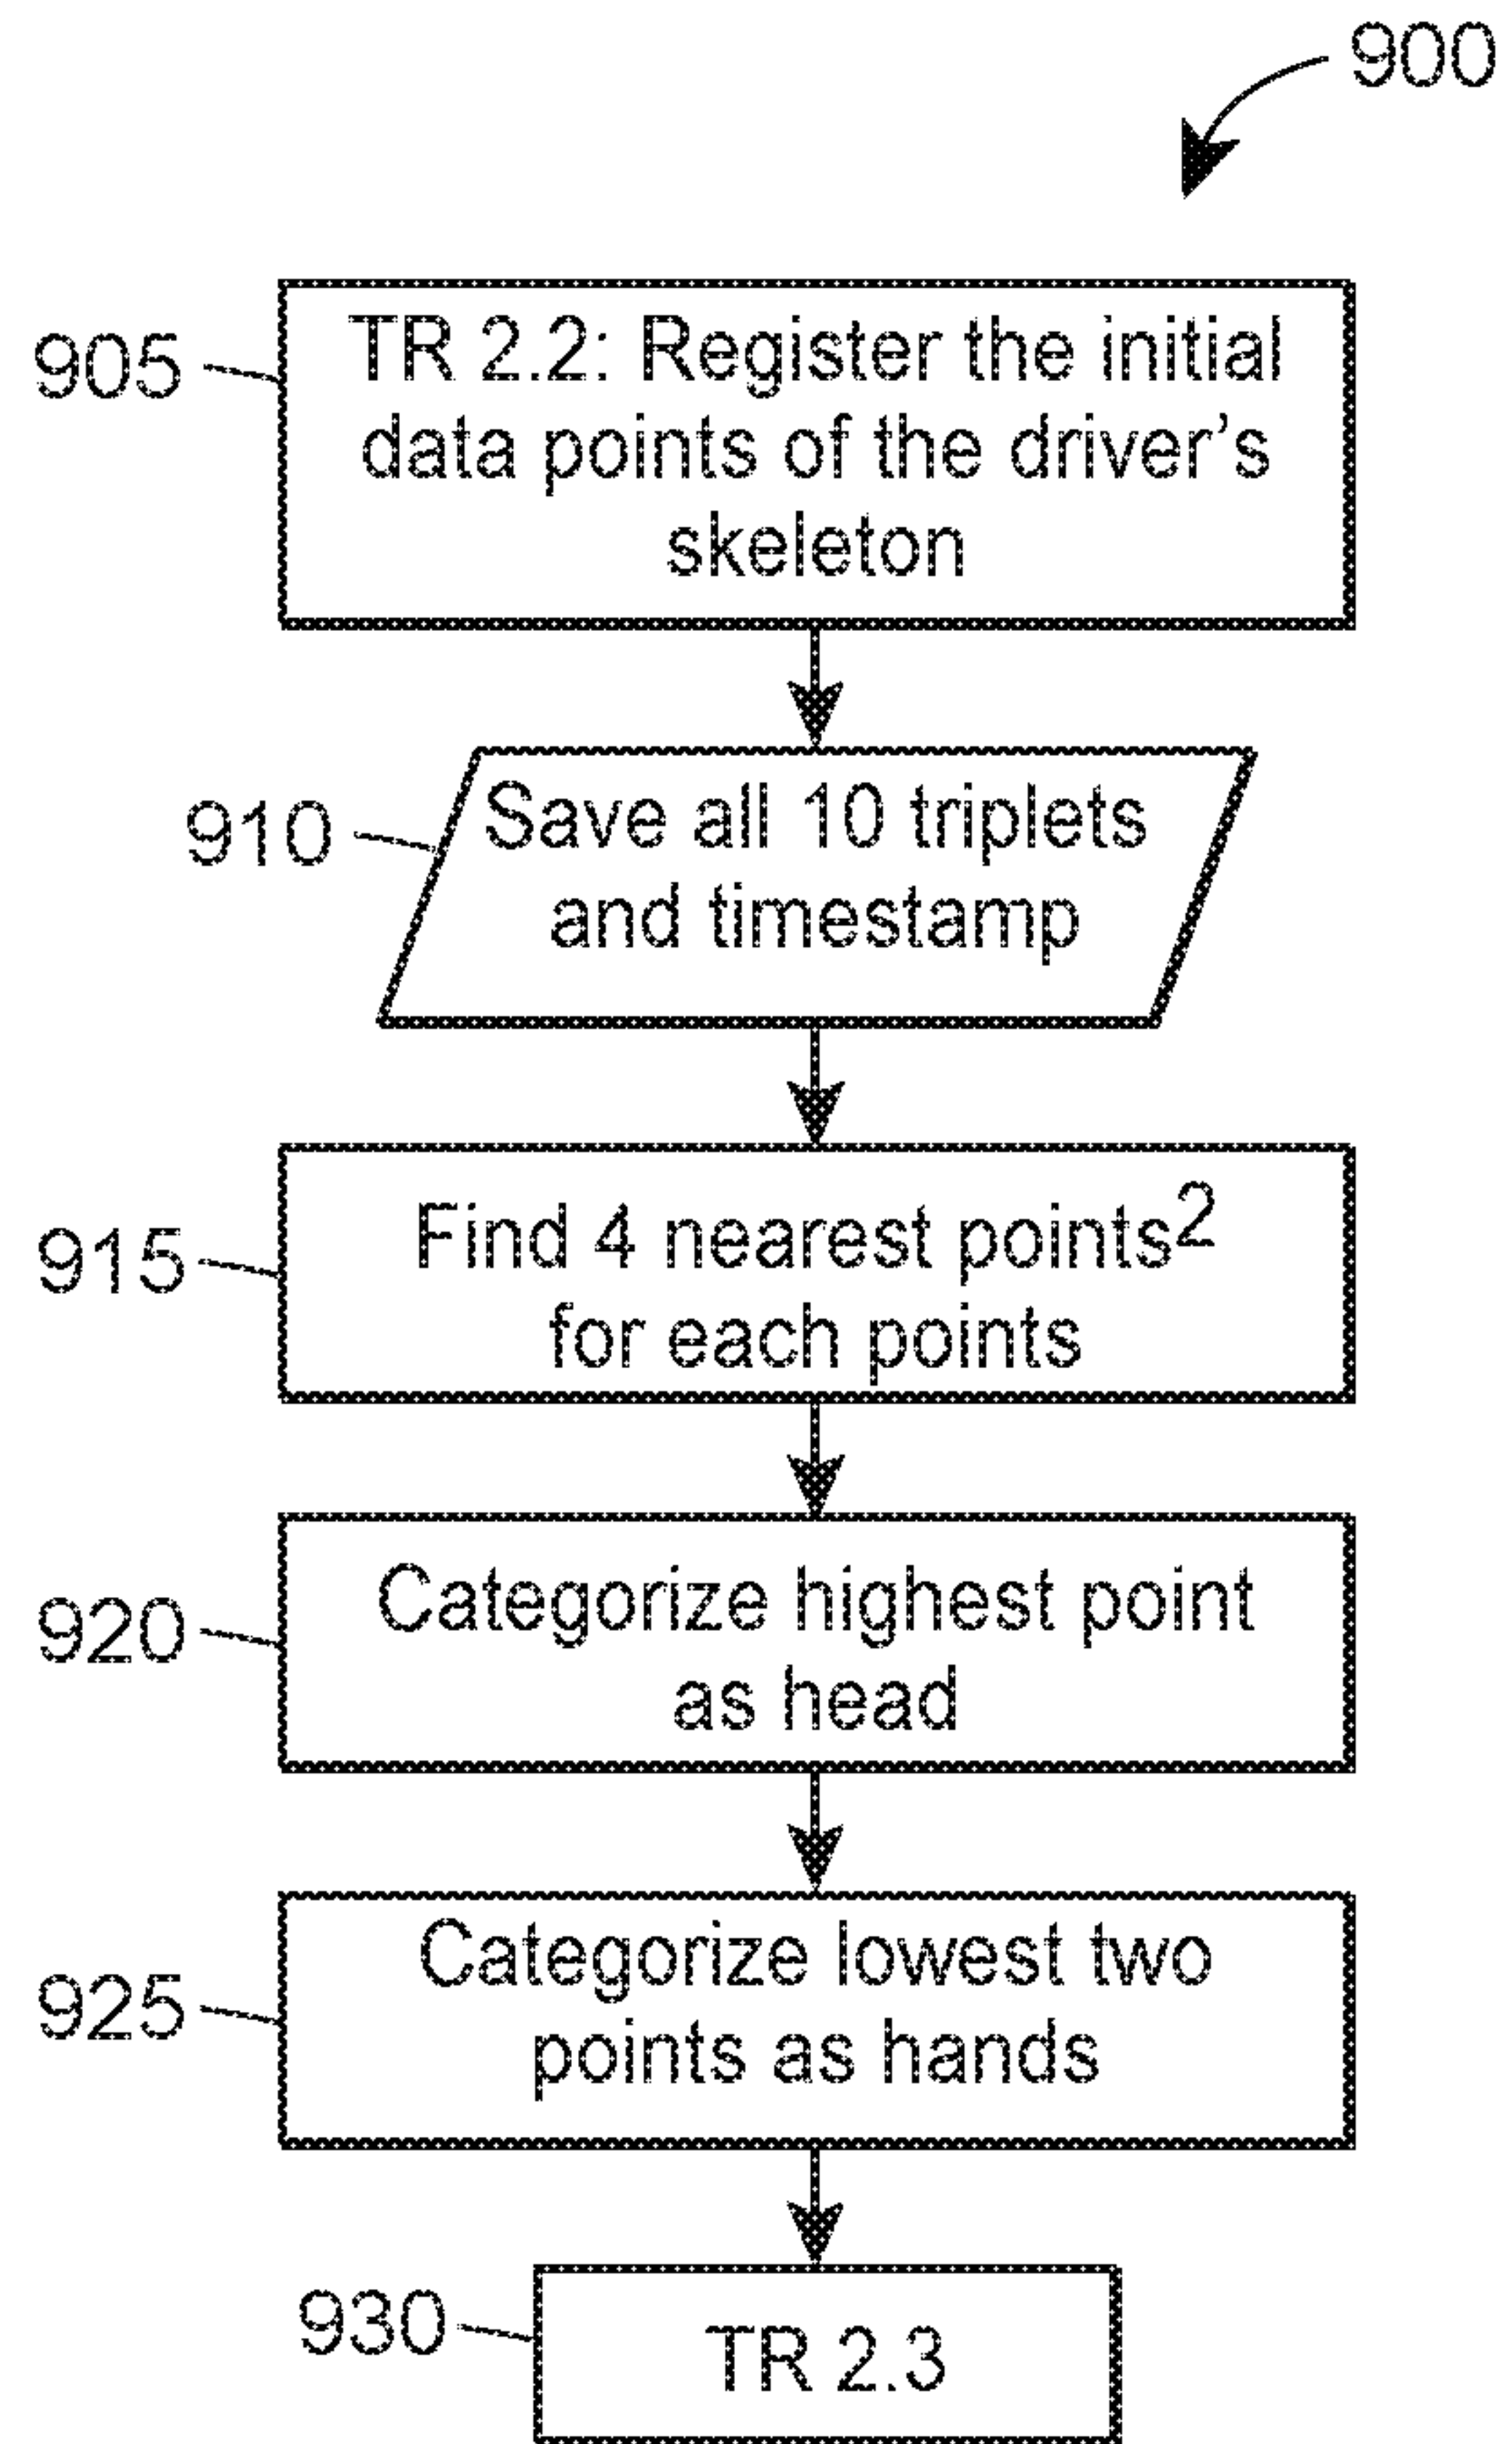 900
905
TR 2.2: Register the initial
data points of the driver's
skeleton
910
Save all 10 triplets
and timestamp
915
Find 4 nearest points2
for each points
920
Categorize highest point
as head
925
Categorize lowest two
points as hands
930
TR 2.3